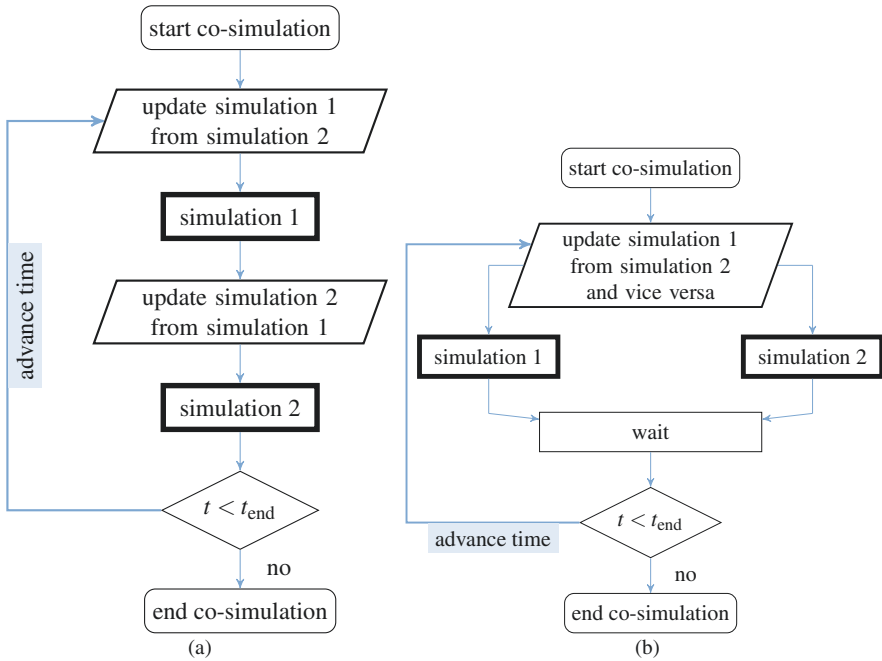 start co-simulation
update simulation 1
from simulation 2
simulation 1
update simulation 2
from simulation 1
simulation 2
advance time
t < t_end
no
end co-simulation
(a)
start co-simulation
update simulation 1
from simulation 2
and vice versa
simulation 1
simulation 2
wait
t < t_end
advance time
no
end co-simulation
(b)